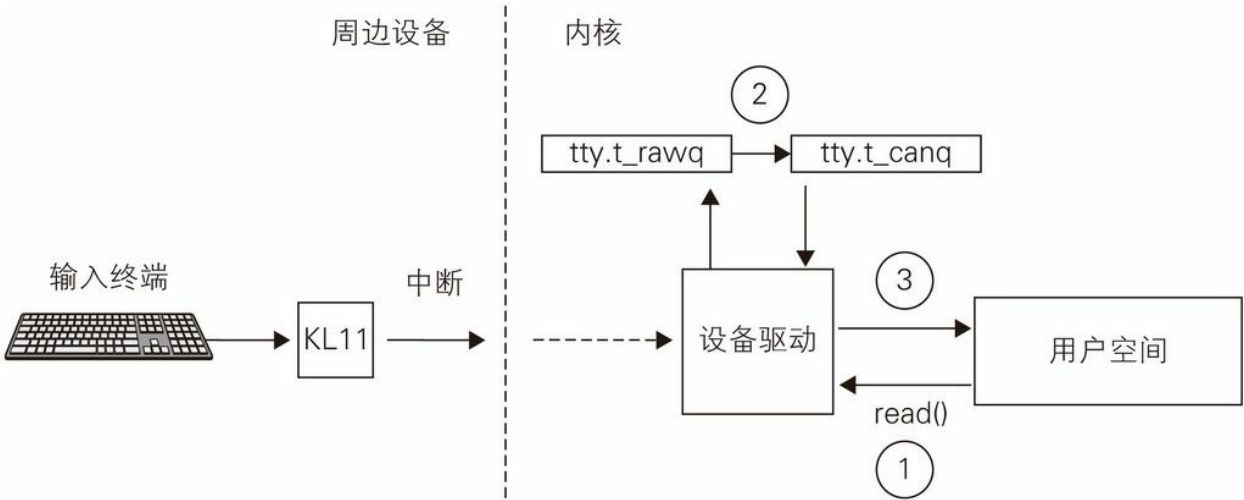 周边设备
内核
2
tty.t_rawq
tty.t_canq
输入终端
中断
3
KL11
设备驱动
用户空间
read()
1